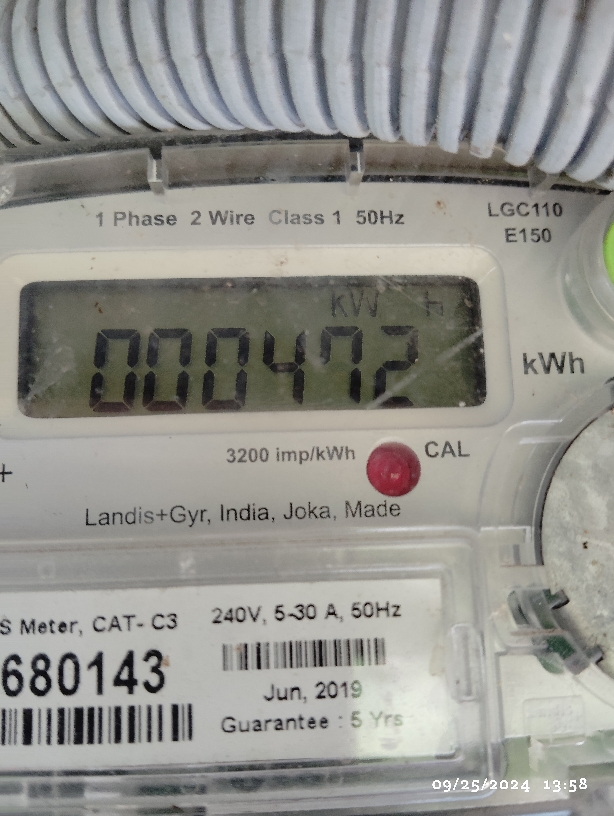 1 Phase 2 Wire Class 1 50Hz
LGC110
E150
KW H
000472
kWh
3200 imp/kWh
CAL
+
Landis+Gyr, India, Joka, Made
S Meter, CAT- C3
680143
240V, 5-30 A, 50Hz
Jun, 2019
Guarantee : 5 Yrs
09/25/2024 13:58